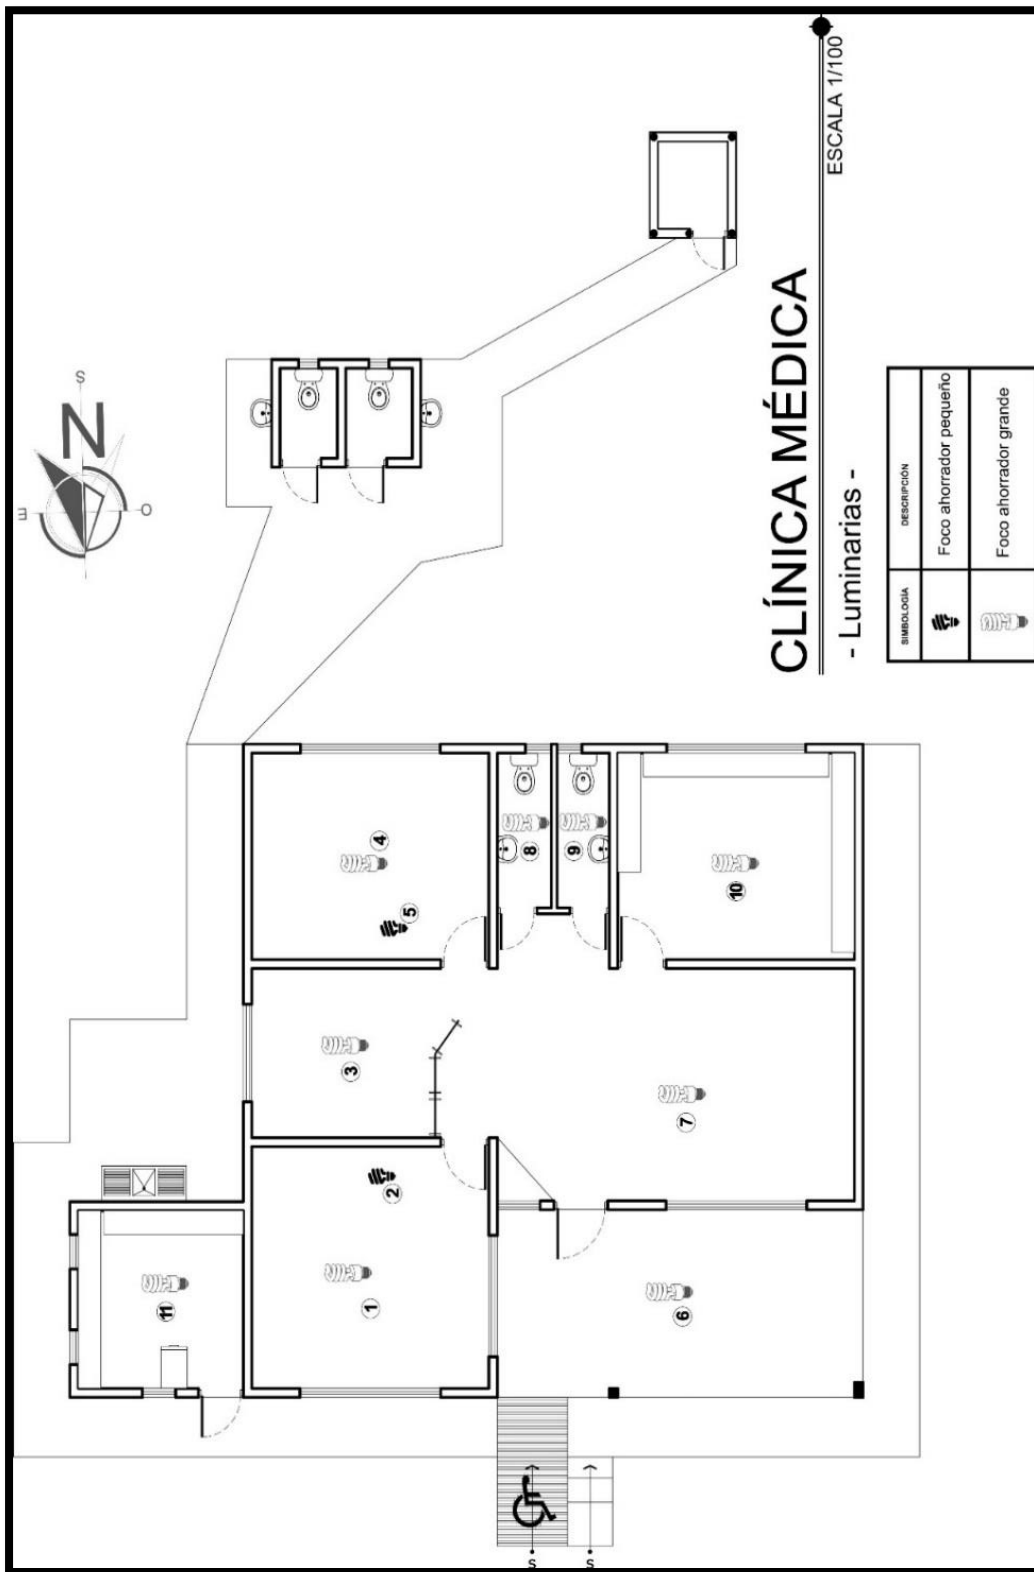 S
N
E
O
CLÍNICA MÉDICA
ESCALA 1/100
- Luminarias -
SIMBOLOGÍA DESCRIPCIÓN
Foco ahorrador pequeño
Foco ahorrador grande
4
5
8
9
10
3
7
2
1
11
6
S
S